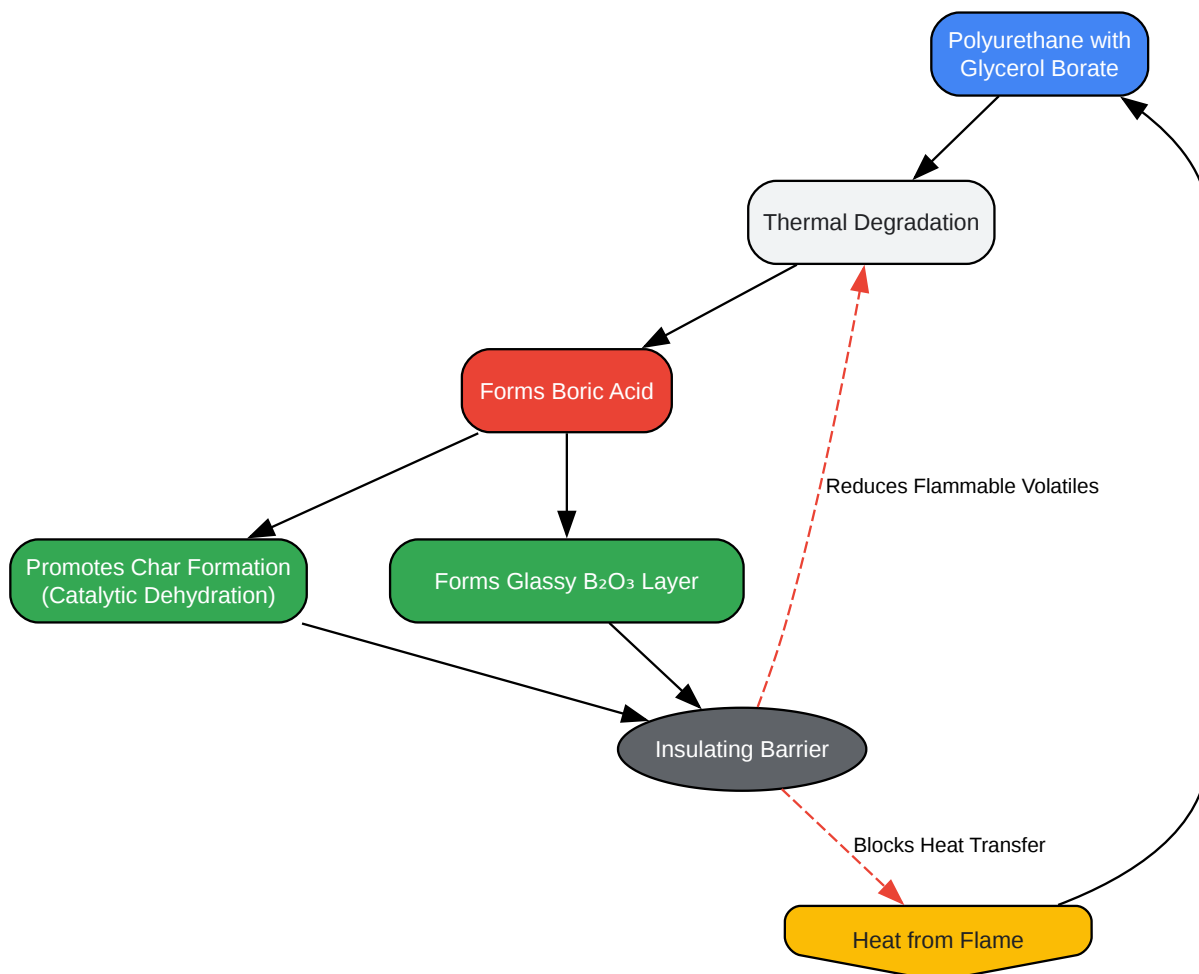 Polyurethane with
Glycerol Borate
Thermal Degradation
Forms Boric Acid
Reduces Flammable Volatiles
Promotes Char Formation
(Catalytic Dehydration)
Forms Glassy B₂O₃ Layer
Insulating Barrier
Blocks Heat Transfer
Heat from Flame